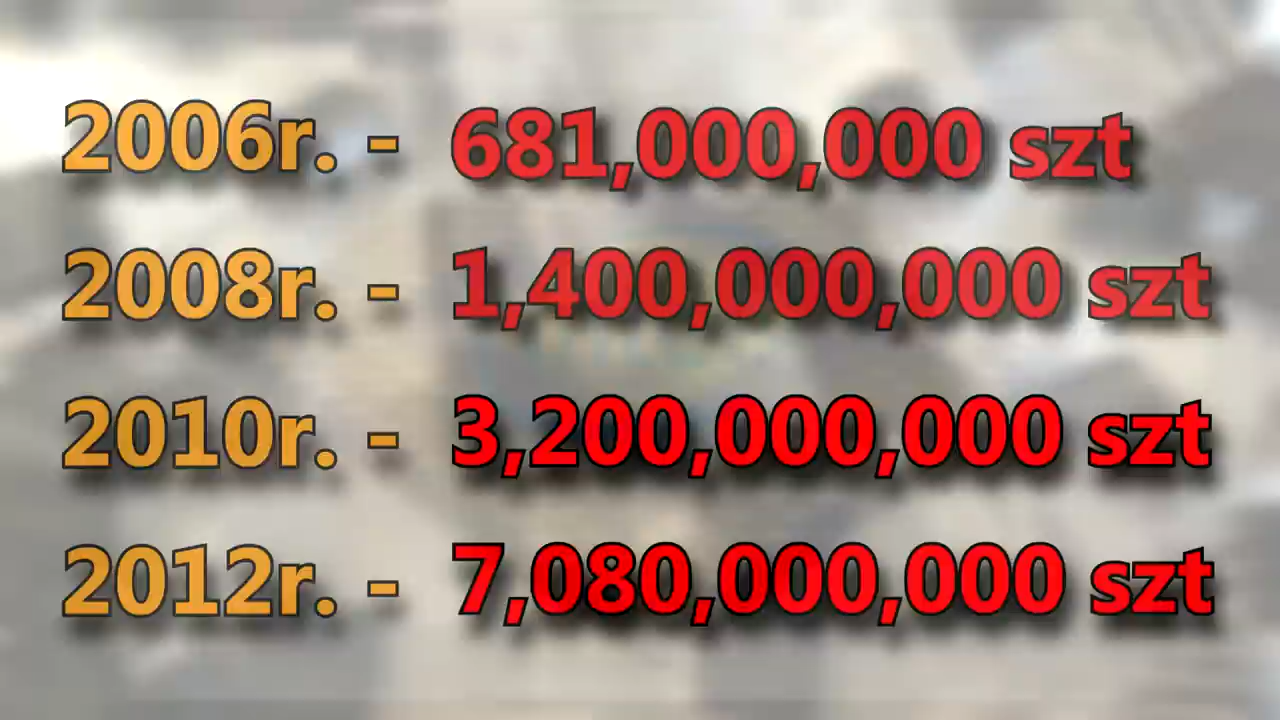 2006r. - 681,000,000 szt
2008r. - 1,400,000,000 szt
2010r. - 3,200,000,000 szt
2012r. - 7,080,000,000 szt